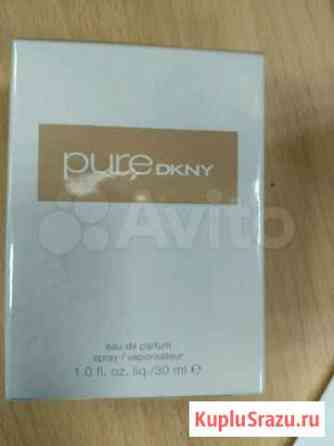 pure DKNY
Avito
eau de parfum
spray / vaporisateur
1.0 fl. oz. liq./30 ml ℮
KupluSrazu.ru